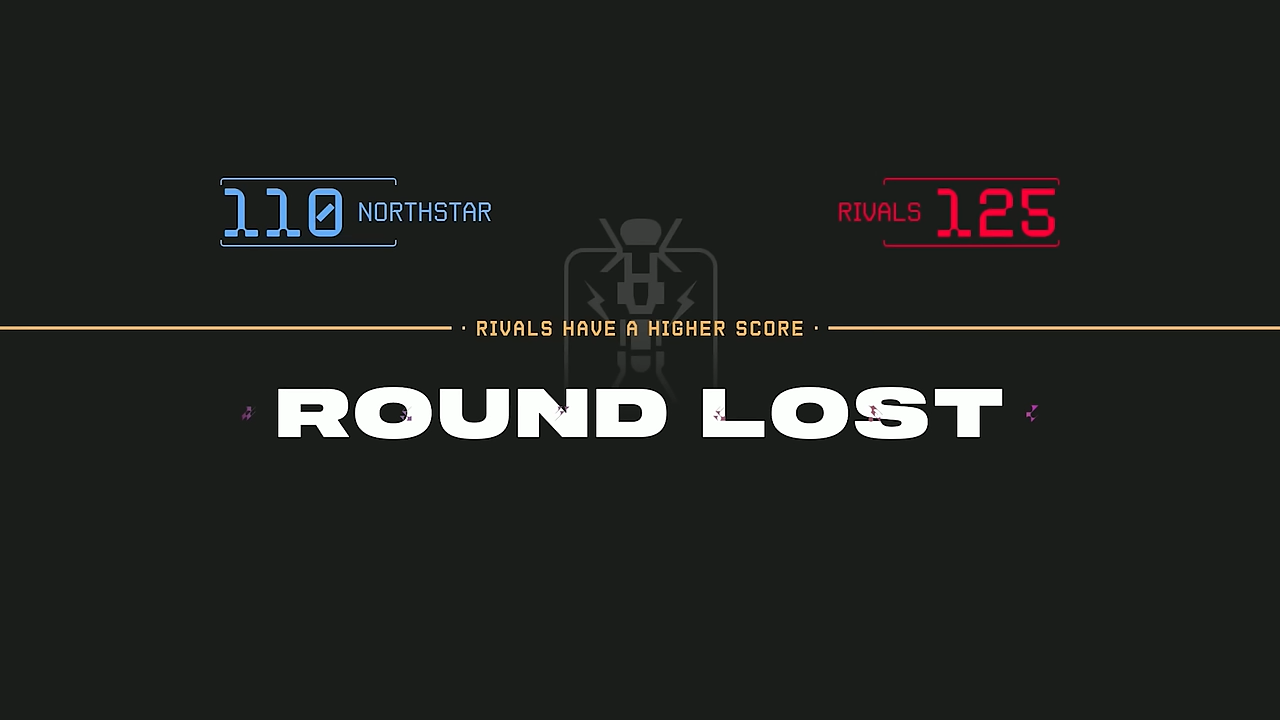 110 NORTHSTAR
RIVALS 125
· RIVALS HAVE A HIGHER SCORE ·
ROUND LOST